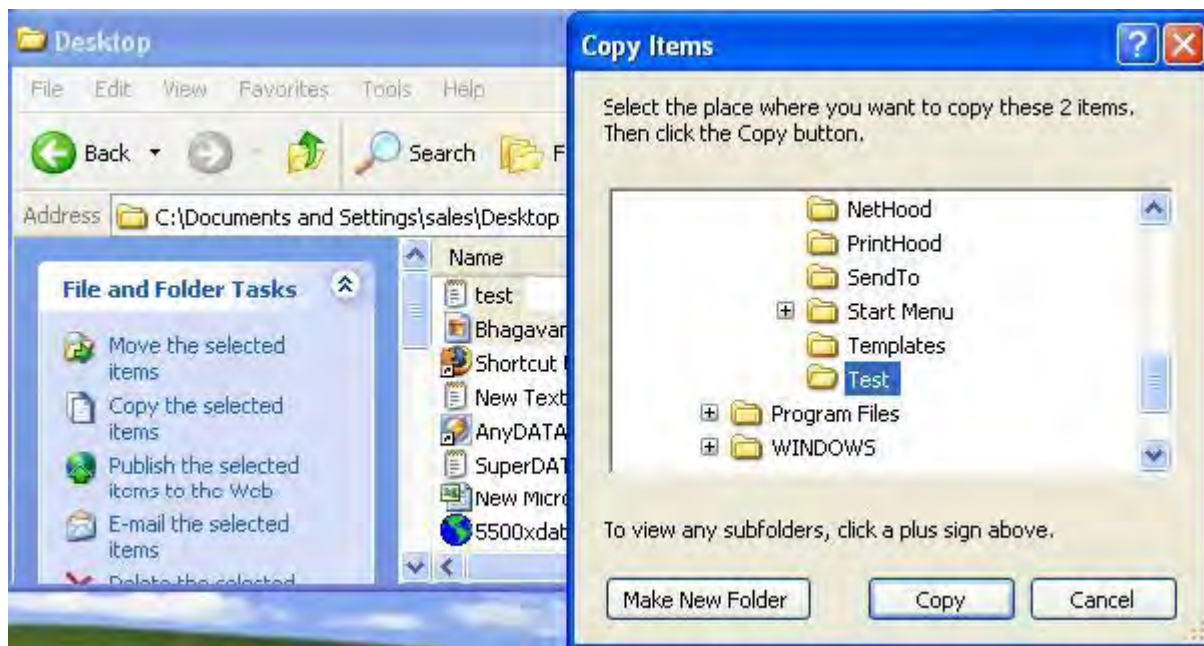 Desktop
File Edit View Favorites Tools Help
Back Search F
Address C:\Documents and Settings\sales\Desktop
File and Folder Tasks
Move the selected
items
Copy the selected
items
Publish the selected
items to the Web
E-mail the selected
items
Delete the selected
Name
test
Bhagavan
Shortcut
New Text
AnyDATA
SuperDAT
New Micro
5500xdat
Copy Items
Select the place where you want to copy these 2 items.
Then click the Copy button.
NetHood
PrintHood
SendTo
Start Menu
Templates
Test
Program Files
WINDOWS
To view any subfolders, click a plus sign above.
Make New Folder Copy Cancel